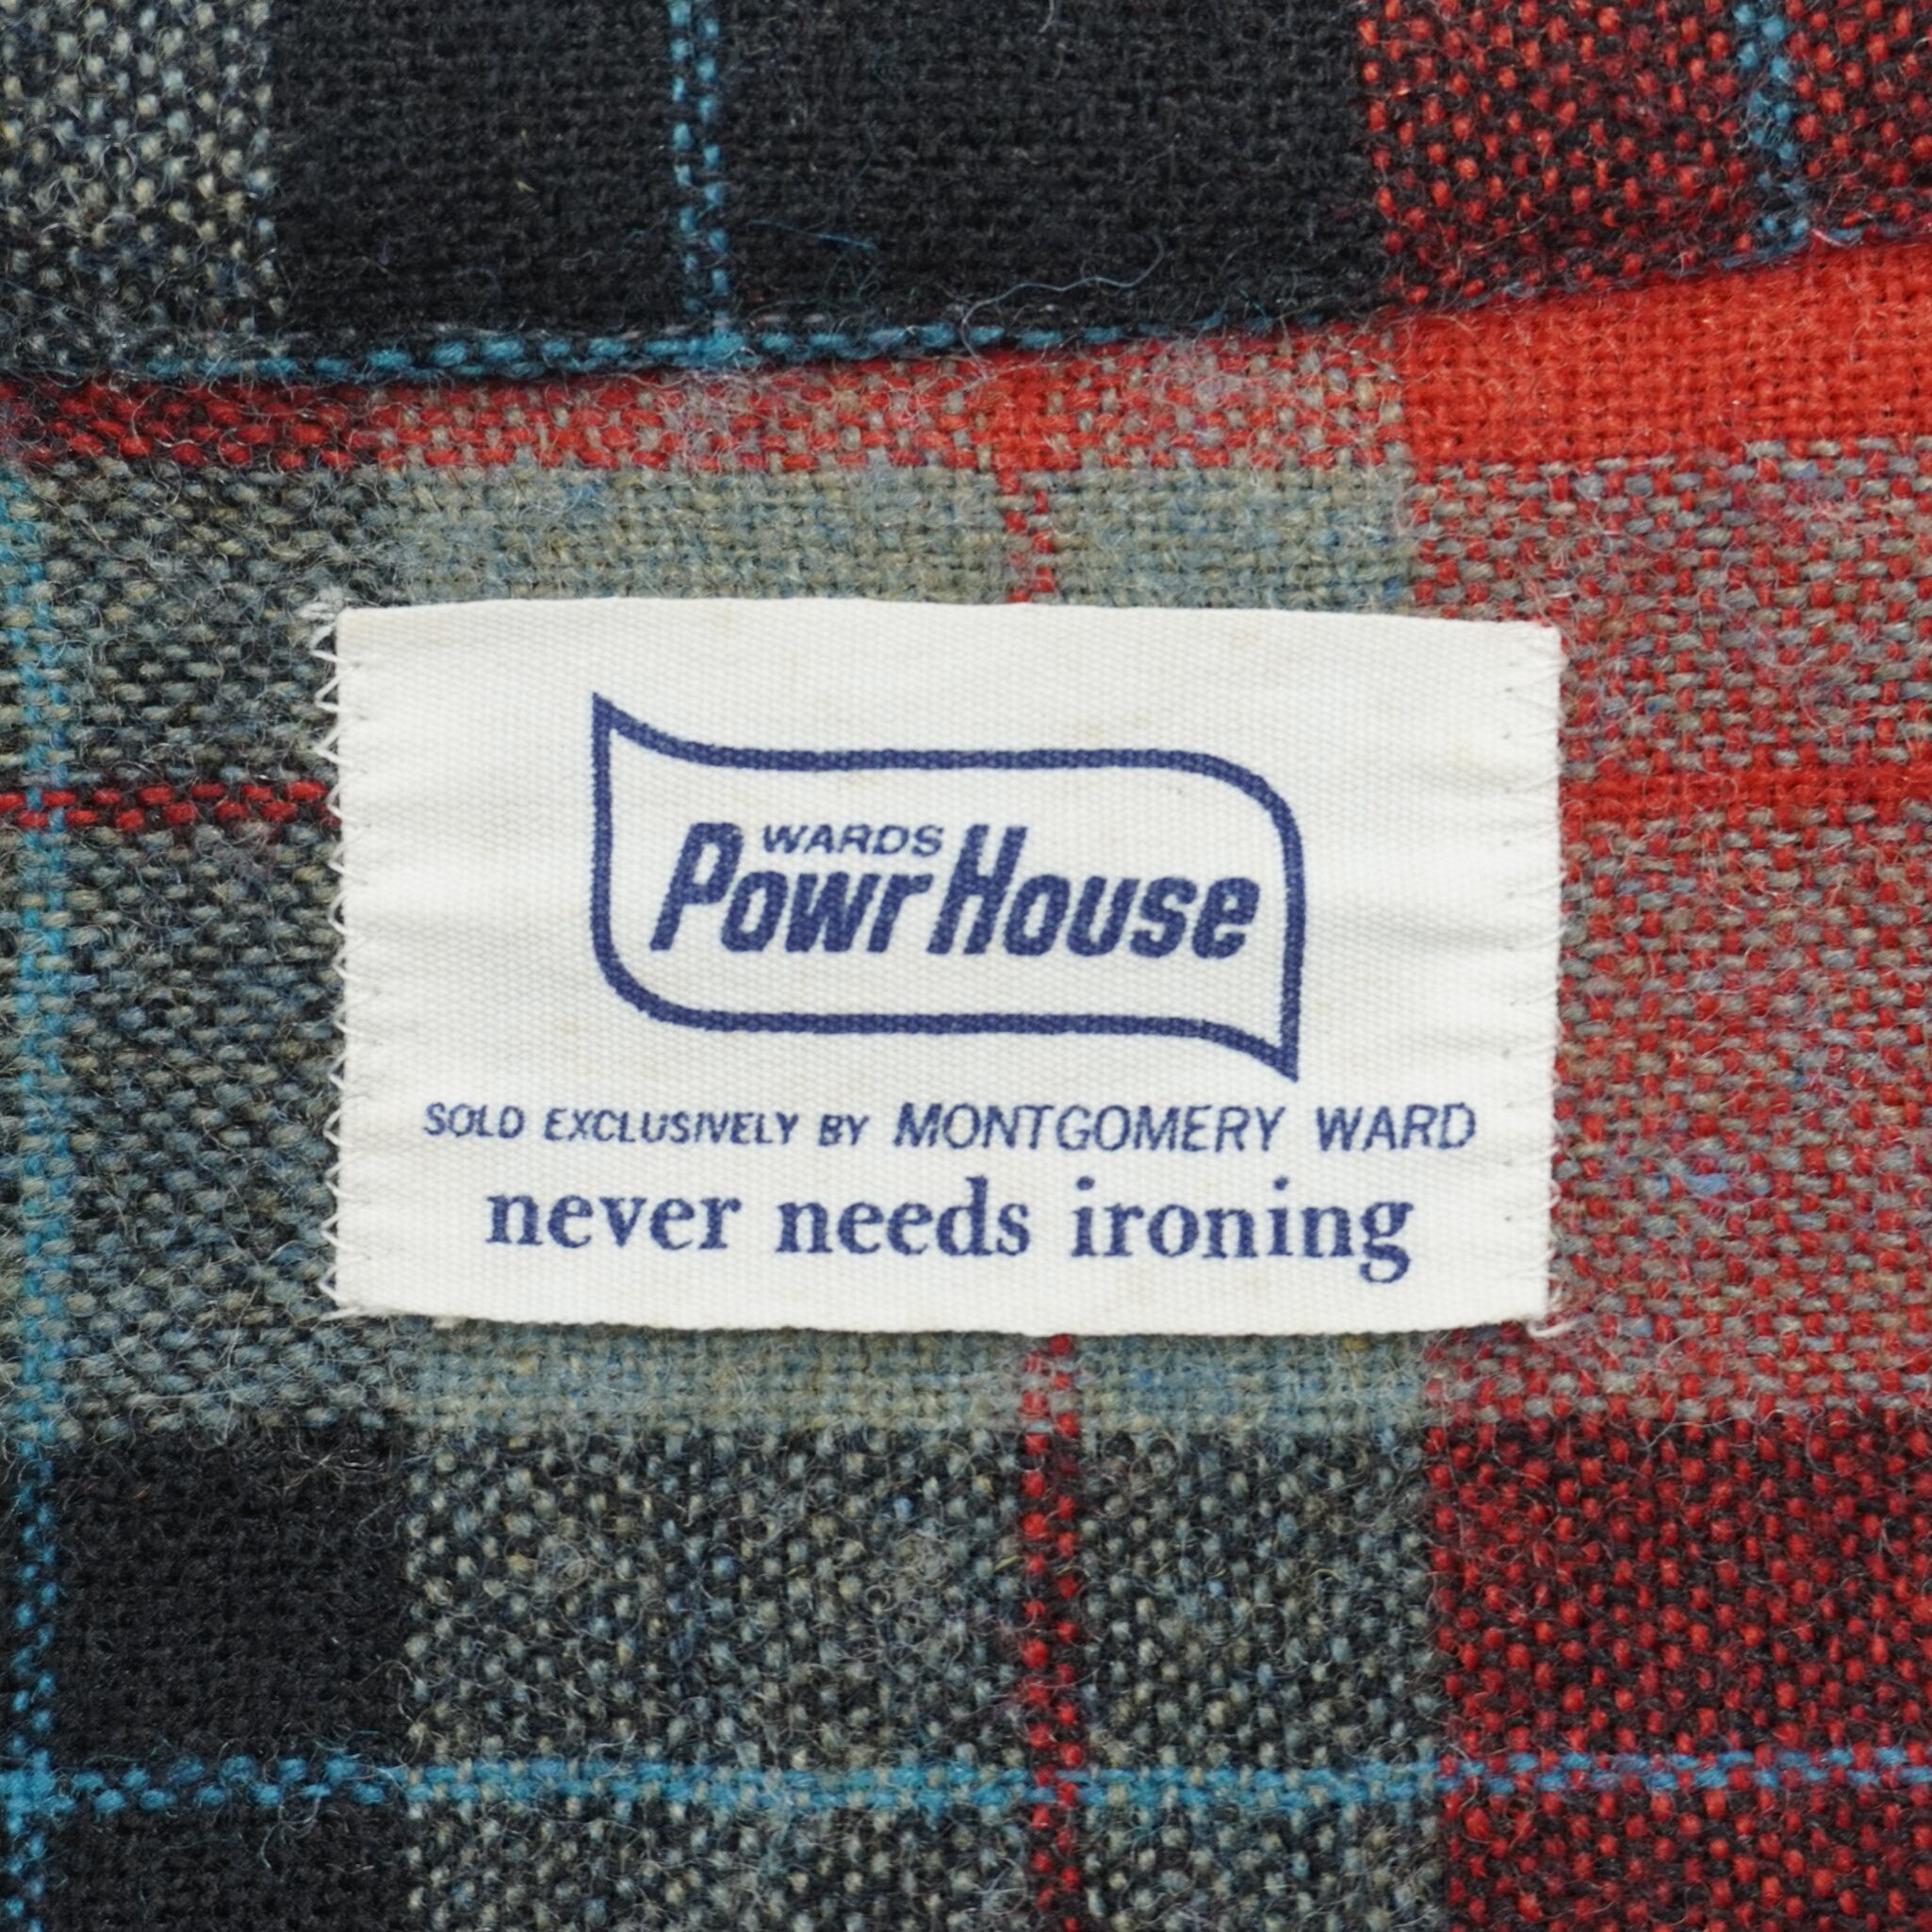 WARDS
PowrHouse
SOLD EXCLUSIVELY BY MONTGOMERY WARD
never needs ironing